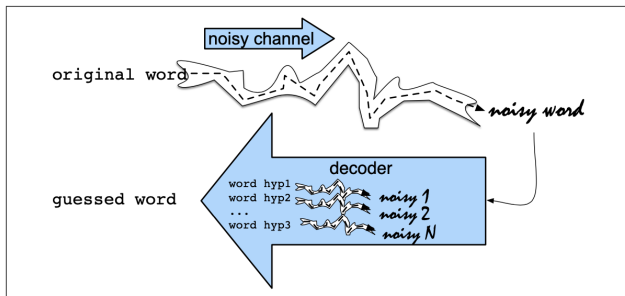 noisy channel
original word
noisy word
decoder
word hyp1
noisy 1
guessed word
word hyp2
noisy 2
...
word hyp3
noisy N